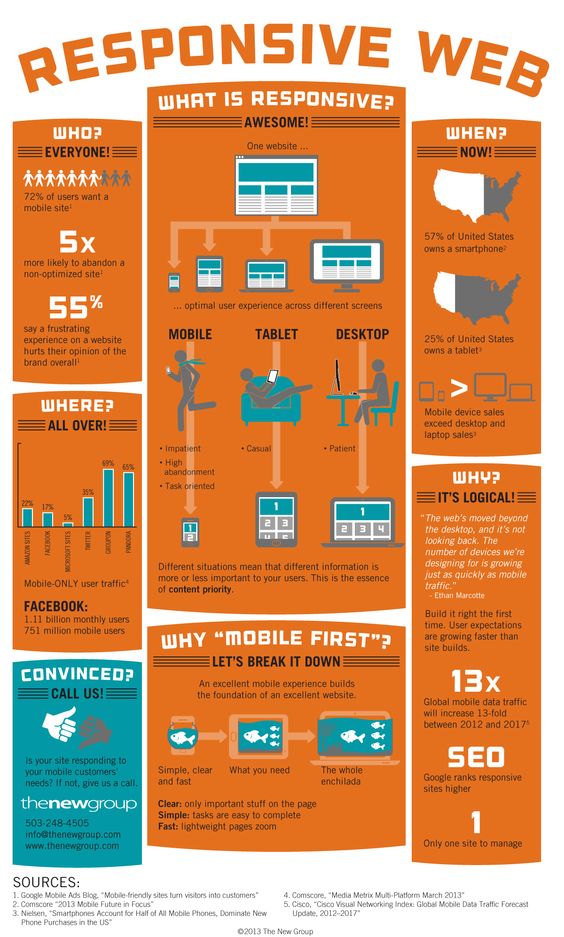 RESPONSIVE WEB
WHO?
EVERYONE!
72% of users want a
mobile site1
5x
more likely to abandon a
non-optimized site1
55%
say a frustrating
experience on a website
hurts their opinion of the
brand overall1
WHERE?
ALL OVER!
22%
17%
5%
35%
69%
65%
AMAZON SITES
FACEBOOK
MICROSOFT SITES
TWITTER
GROUPON
PANDORA
Mobile-ONLY user traffic4
FACEBOOK:
1.11 billion monthly users
751 million mobile users
CONVINCED?
CALL US!
Is your site responding to
your mobile customers'
needs? If not, give us a call.
thenewgroup
503-248-4505
info@thenewgroup.com
www.thenewgroup.com
WHAT IS RESPONSIVE?
AWESOME!
One website ...
... optimal user experience across different screens
MOBILE
TABLET
DESKTOP
• Impatient
• High
abandonment
• Task oriented
• Casual
• Patient
1
2
1
2 3
4 5
1
2 3 4
Different situations mean that different information is
more or less important to your users. This is the essence
of content priority.
WHY "MOBILE FIRST"?
LET'S BREAK IT DOWN
An excellent mobile experience builds
the foundation of an excellent website.
Simple, clear
and fast
What you need
The whole
enchilada
Clear: only important stuff on the page
Simple: tasks are easy to complete
Fast: lightweight pages zoom
WHEN?
NOW!
57% of United States
owns a smartphone2
25% of United States
owns a tablet3
>
Mobile device sales
exceed desktop and
laptop sales3
WHY?
IT'S LOGICAL!
"The web's moved beyond
the desktop, and it's not
looking back. The
number of devices we're
designing for is growing
just as quickly as mobile
traffic."
- Ethan Marcotte
Build it right the first
time. User expectations
are growing faster than
site builds.
13x
Global mobile data traffic
will increase 13-fold
between 2012 and 20175
SEO
Google ranks responsive
sites higher
1
Only one site to manage
SOURCES:
1. Google Mobile Ads Blog, "Mobile-friendly sites turn visitors into customers"
2. Comscore "2013 Mobile Future in Focus"
3. Nielsen, "Smartphones Account for Half of All Mobile Phones, Dominate New
Phone Purchases in the US"
4. Comscore, "Media Metrix Multi-Platform March 2013"
5. Cisco, "Cisco Visual Networking Index: Global Mobile Data Traffic Forecast
Update, 2012–2017"
©2013 The New Group